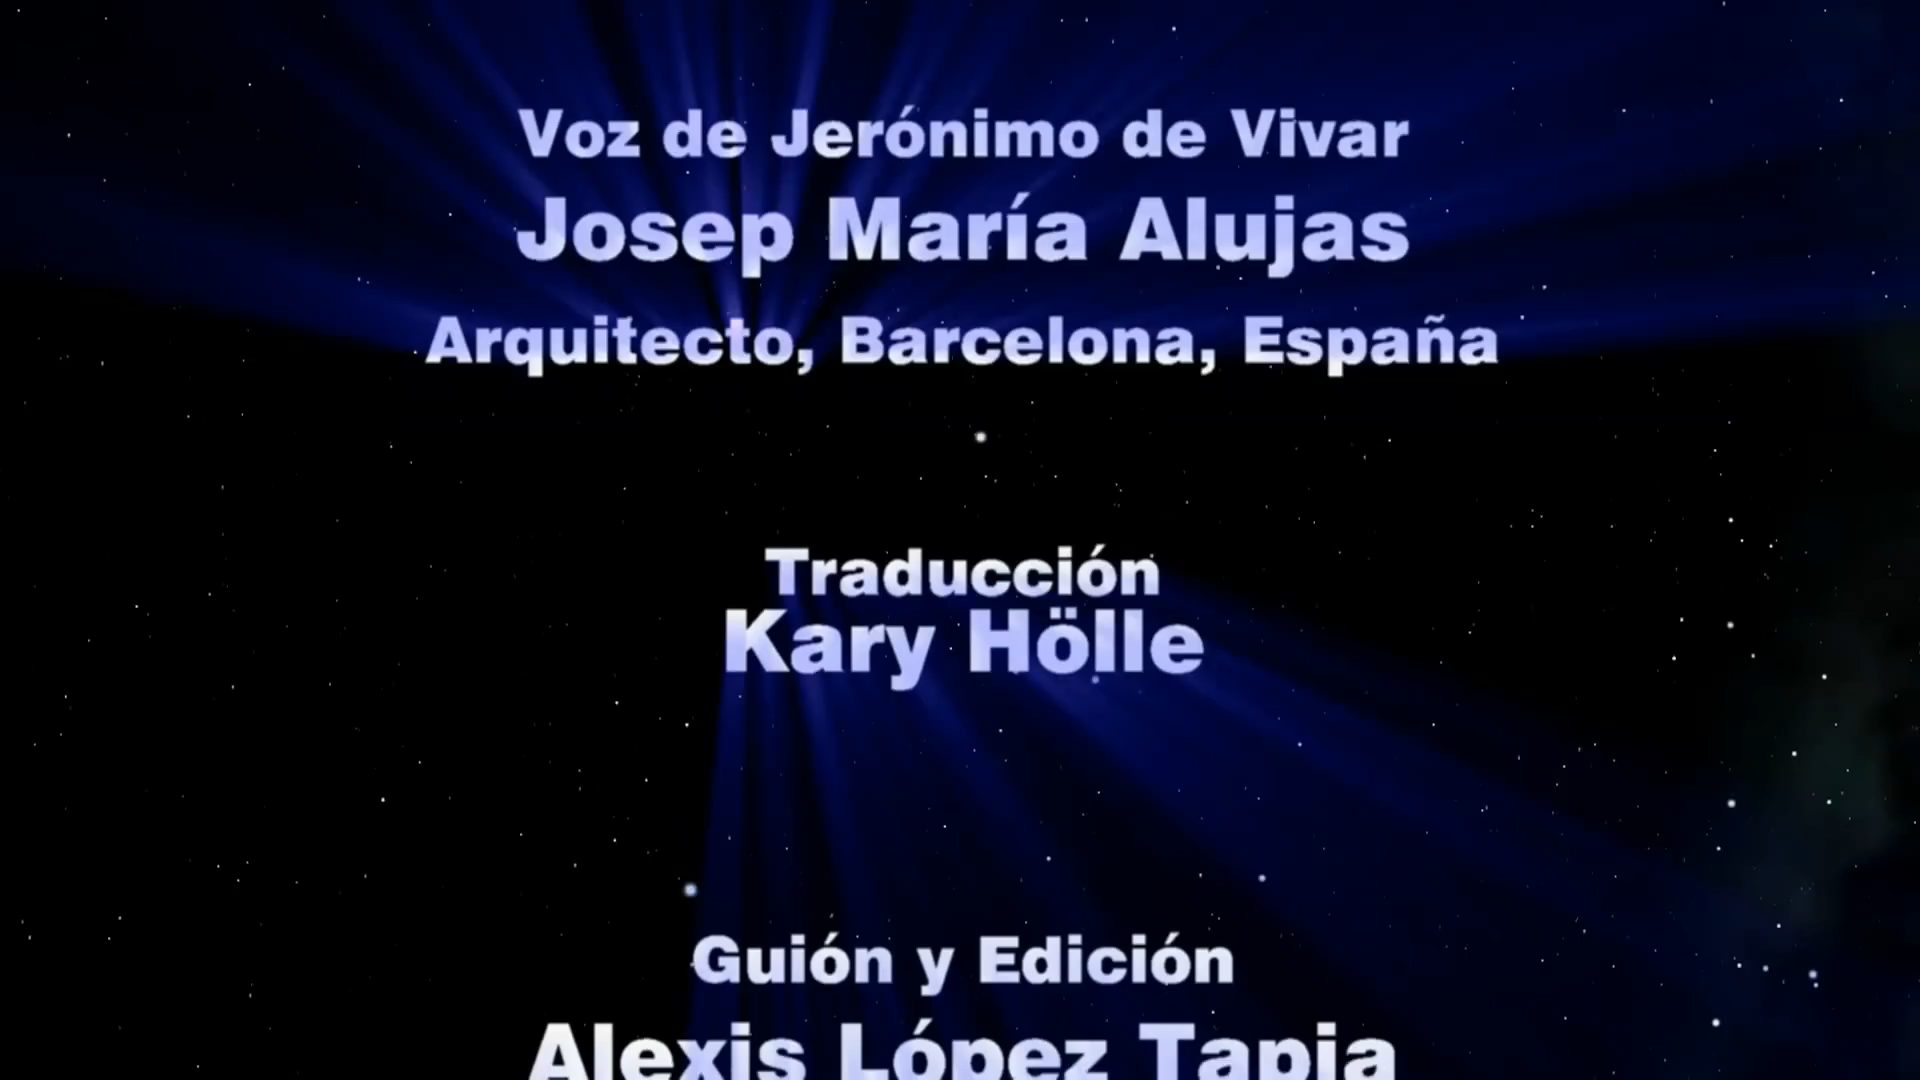 Voz de Jerónimo de Vivar
Josep María Alujas
Arquitecto, Barcelona, España
Traducción
Kary Hölle
Guión y Edición
Alexis López Tapia